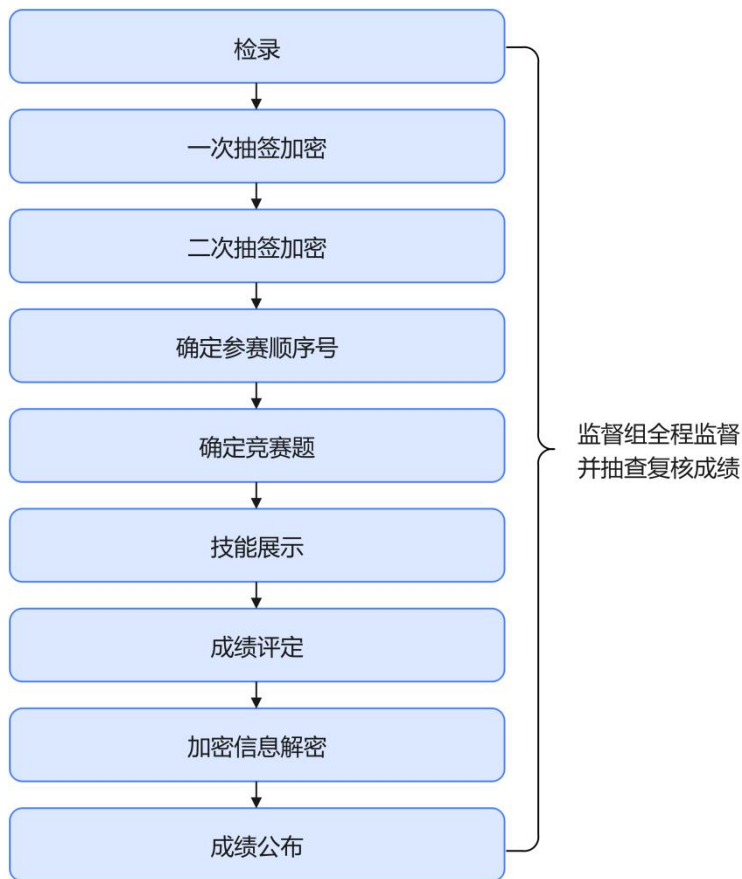 检录
一次抽签加密
二次抽签加密
确定参赛顺序号
确定竞赛题
技能展示
成绩评定
加密信息解密
成绩公布
监督组全程监督
并抽查复核成绩